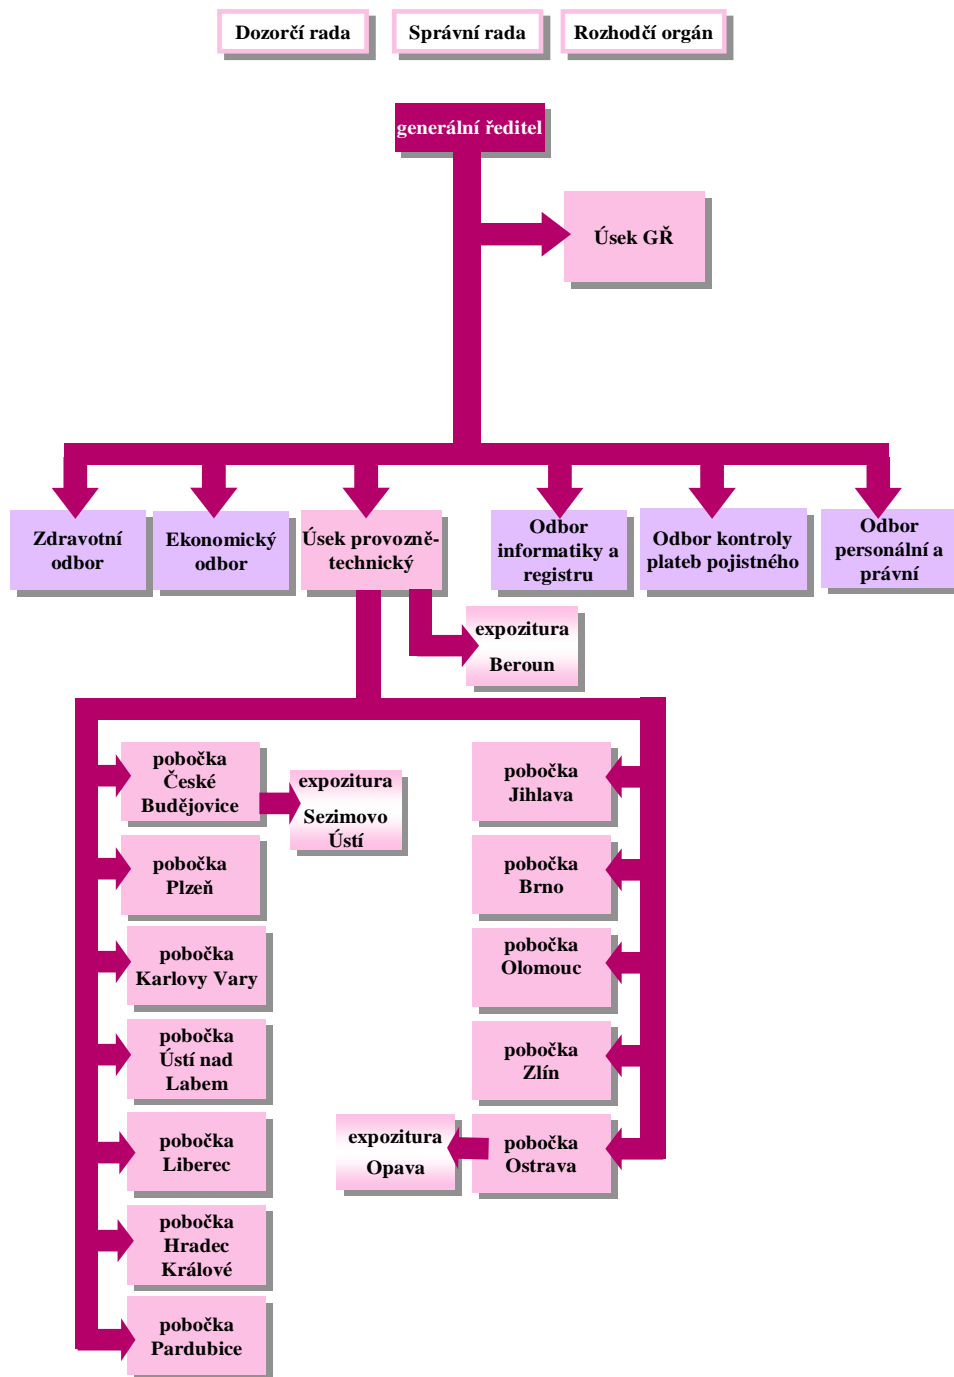 Dozorčí rada
Správní rada
Rozhodčí orgán
generální ředitel
Úsek GŘ
Zdravotní
odbor
Ekonomický
odbor
Úsek provozně-
technický
Odbor
informatiky a
registru
Odbor kontroly
plateb pojistného
Odbor
personální a
právní
expozitura
Beroun
pobočka
České
Budějovice
expozitura
Sezimovo
Ústí
pobočka
Jihlava
pobočka
Plzeň
pobočka
Brno
pobočka
Karlovy Vary
pobočka
Olomouc
pobočka
Ústí nad
Labem
pobočka
Zlín
pobočka
Liberec
expozitura
Opava
pobočka
Ostrava
pobočka
Hradec
Králové
pobočka
Pardubice